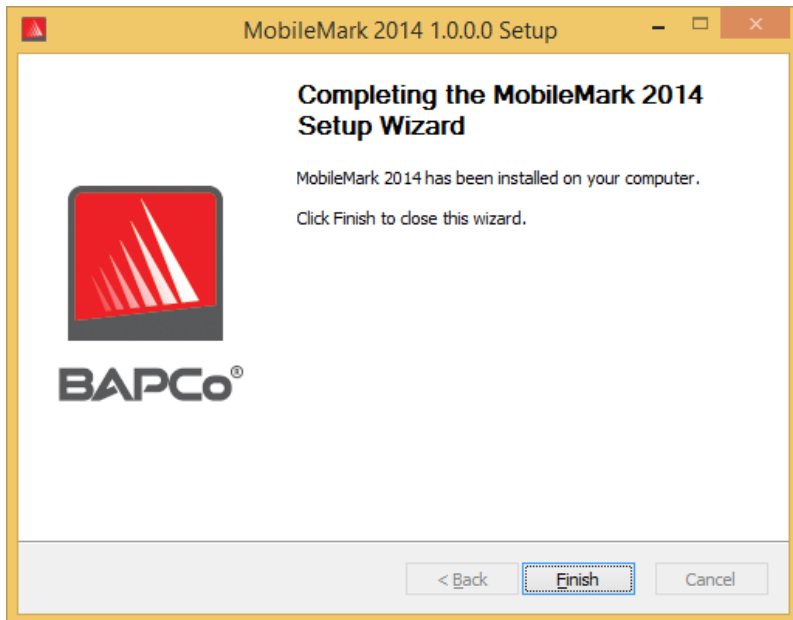 MobileMark 2014 1.0.0.0 Setup
Completing the MobileMark 2014
Setup Wizard
MobileMark 2014 has been installed on your computer.
Click Finish to close this wizard.
BAPCo®
< Back
Finish
Cancel